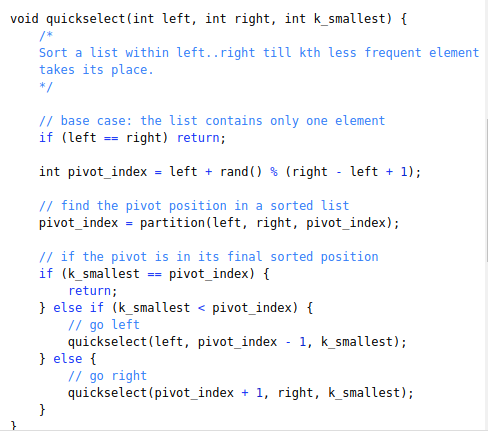 void quickselect(int left, int right, int k_smallest) {
/*
Sort a list within left..right till kth less frequent element
takes its place.
*/
// base case: the list contains only one element
if (left == right) return;
int pivot_index = left + rand() % (right - left + 1);
// find the pivot position in a sorted list
pivot_index = partition(left, right, pivot_index);
// if the pivot is in its final sorted position
if (k_smallest == pivot_index) {
return;
} else if (k_smallest < pivot_index) {
// go left
quickselect(left, pivot_index - 1, k_smallest);
} else {
// go right
quickselect(pivot_index + 1, right, k_smallest);
}
}